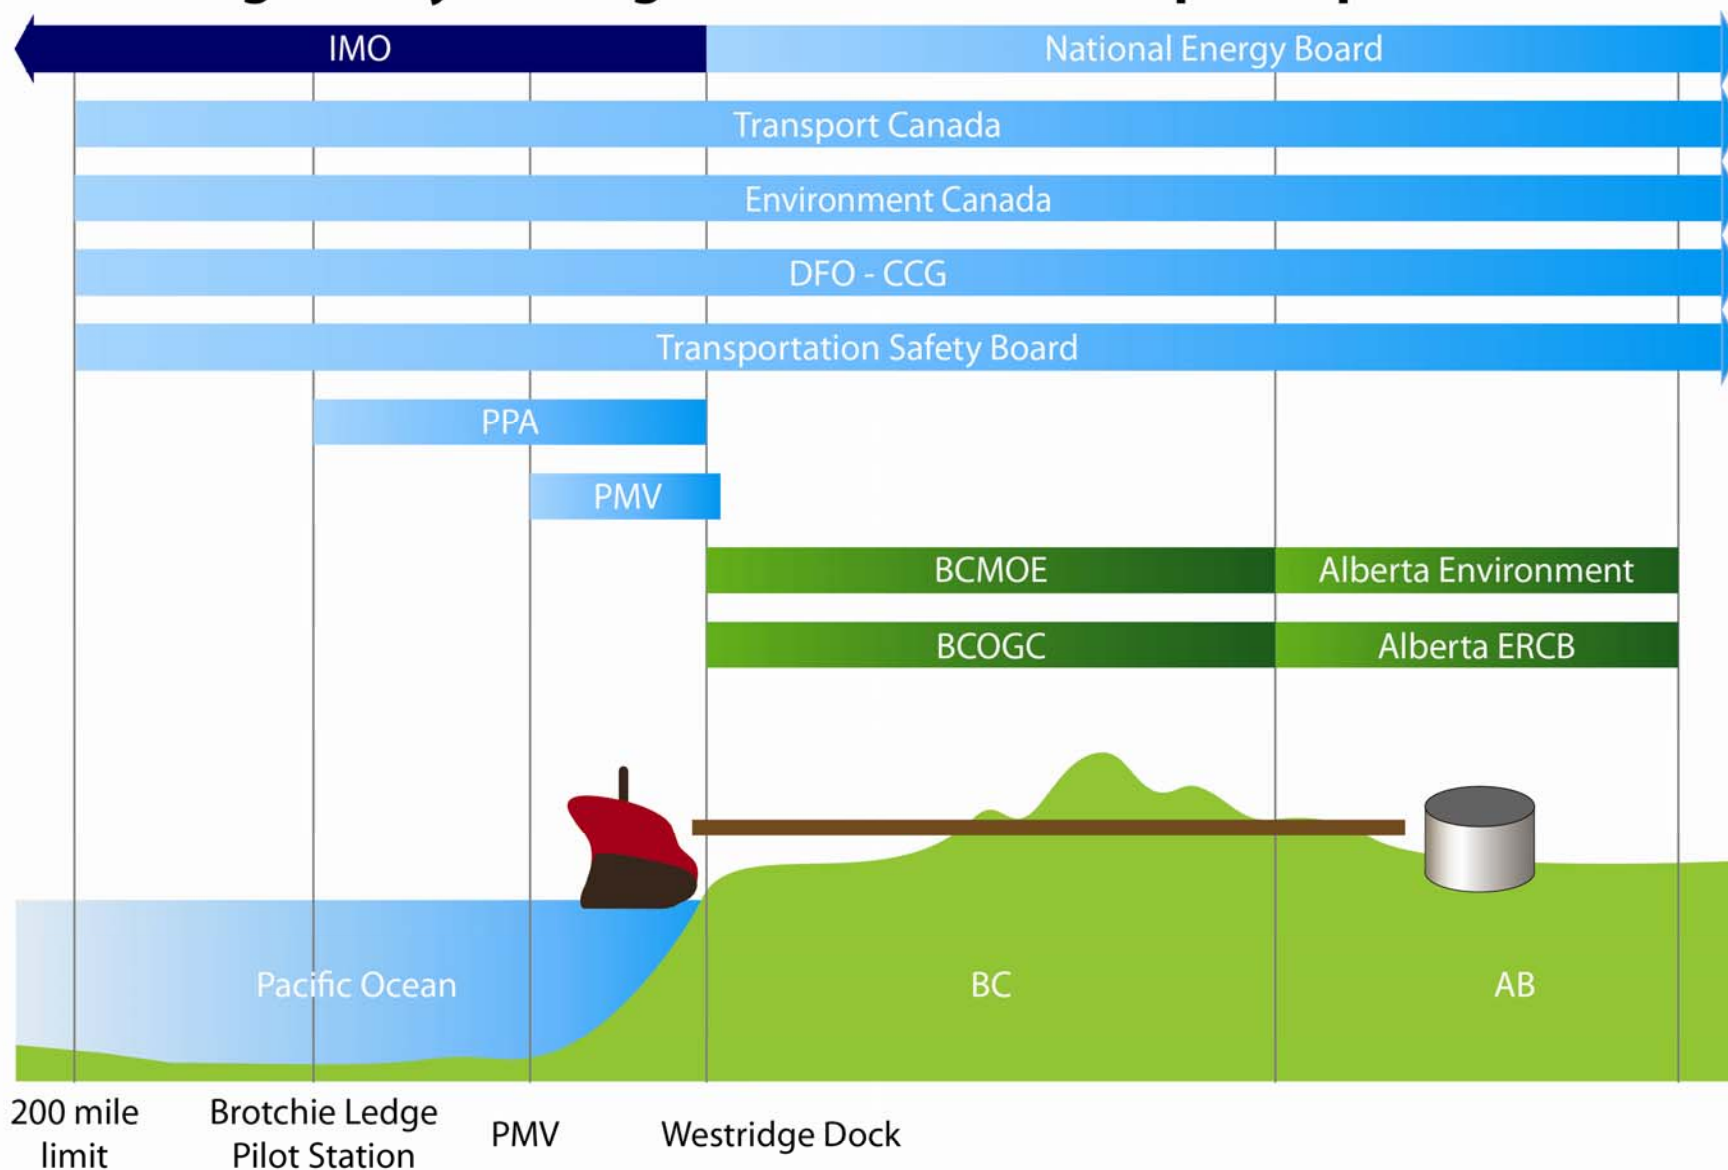 IMO
National Energy Board
Transport Canada
Environment Canada
DFO - CCG
Transportation Safety Board
PPA
PMV
BCMOE
Alberta Environment
BCOGC
Alberta ERCB
Pacific Ocean
BC
AB
200 mile
limit
Brotchie Ledge
Pilot Station
PMV
Westridge Dock